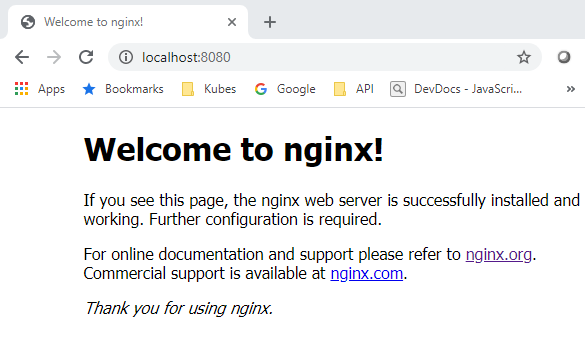 Welcome to nginx!
localhost:8080
Apps Bookmarks Kubes Google API DevDocs - JavaScri... »
Welcome to nginx!
If you see this page, the nginx web server is successfully installed and
working. Further configuration is required.
For online documentation and support please refer to nginx.org.
Commercial support is available at nginx.com.
Thank you for using nginx.